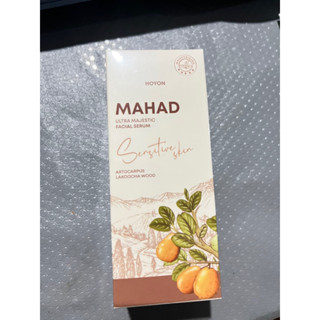 MOYON
MAHAD
ULTRA MAJESTIC
FACIAL SERUM
Sensitive skin
ARTOCARPUS
LAKOOCHA WOOD